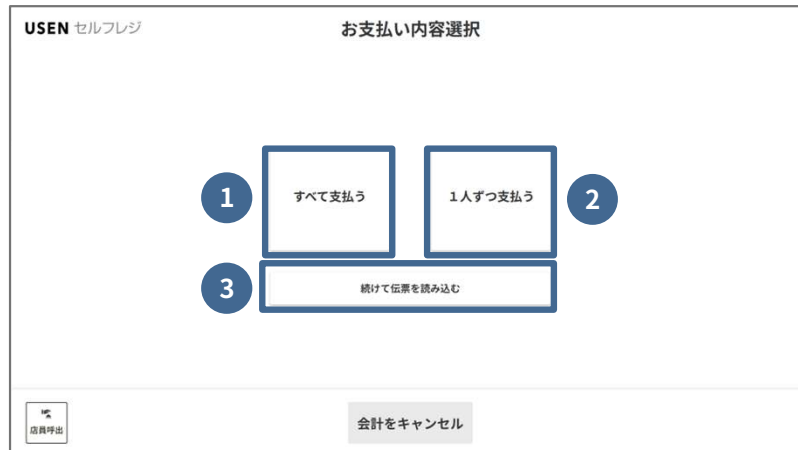 USEN セルフレジ
お支払い内容選択
1
すべて支払う
1人ずつ支払う
2
3
続けて伝票を読み込む
店員呼出
会計をキャンセル